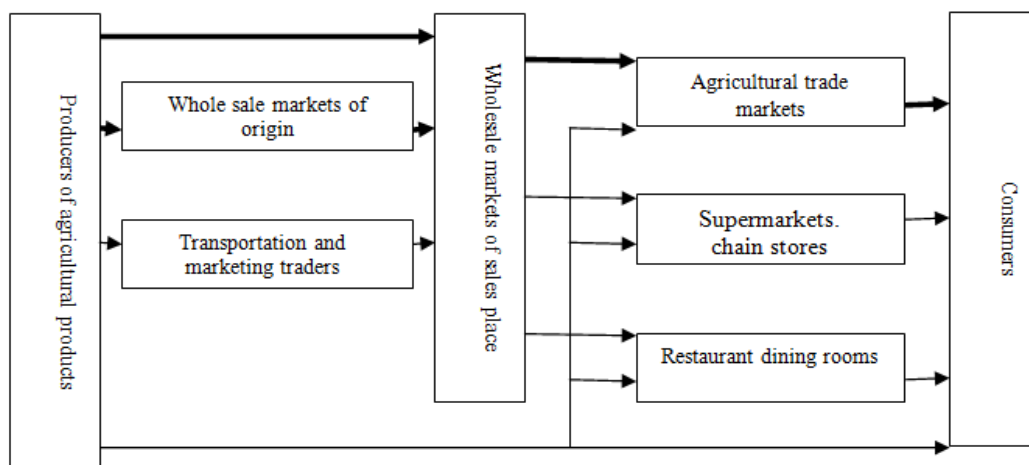 Producers of agricultural products
Whole sale markets of
origin
Transportation and
marketing traders
Wholesale markets of sales place
Agricultural trade
markets
Supermarkets.
chain stores
Restaurant dining rooms
Consumers